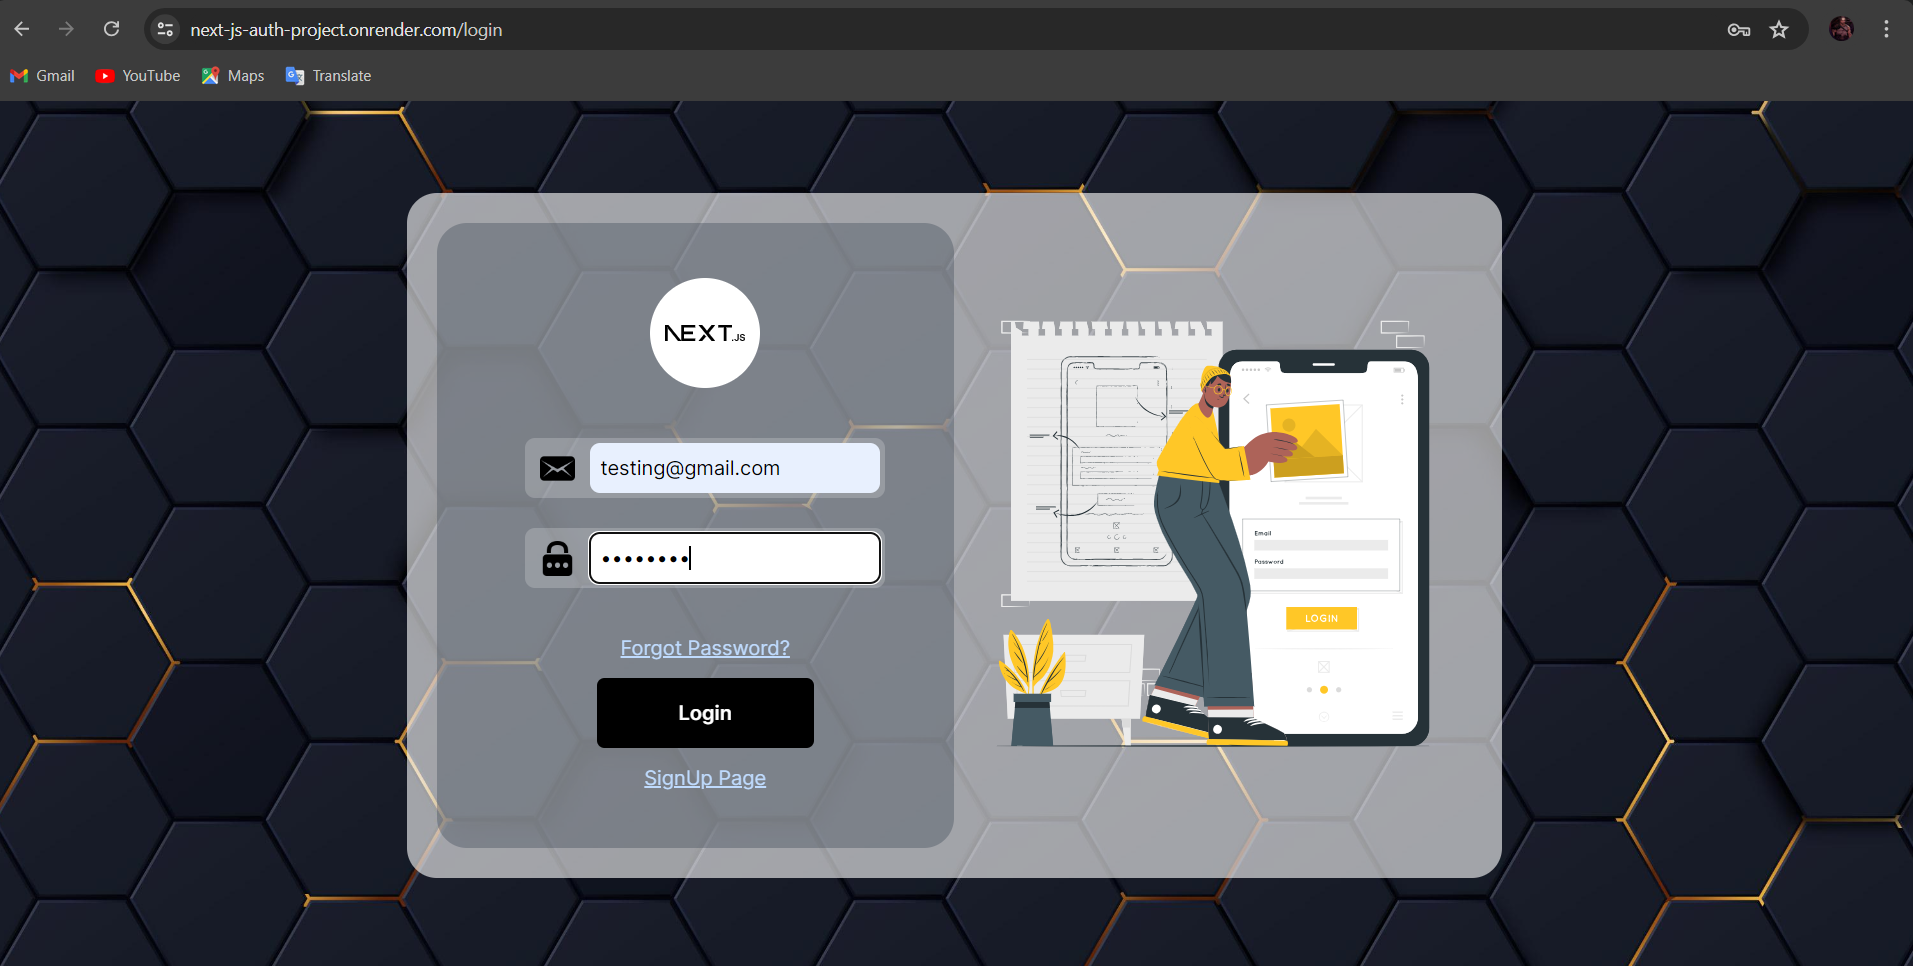 next-js-auth-project.onrender.com/login
Gmail YouTube Maps Translate
NEXT.JS
testing@gmail.com
••••••••
Forgot Password?
Login
SignUp Page
Email
Password
LOGIN